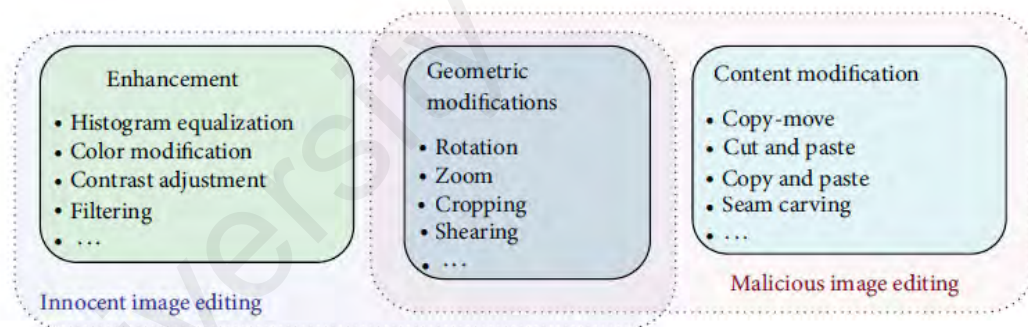 Enhancement
• Histogram equalization
• Color modification
• Contrast adjustment
• Filtering
• ...
Innocent image editing
Geometric
modifications
• Rotation
• Zoom
• Cropping
• Shearing
• ...
Content modification
• Copy-move
• Cut and paste
• Copy and paste
• Seam carving
• ...
Malicious image editing
versity